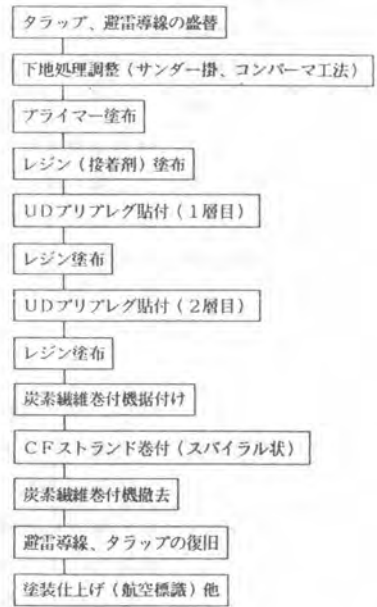 タラップ、避雷導線の盛替
下地処理調整（サンダー掛、コンバーマ工法）
プライマー塗布
レジン（接着剤）塗布
UDプリプレグ貼付（１層目）
レジン塗布
UDプリプレグ貼付（２層目）
レジン塗布
炭素繊維巻付機据付け
CFストランド巻付（スパイラル状）
炭素繊維巻付機撤去
避雷導線、タラップの復旧
塗装仕上げ（航空標識）他